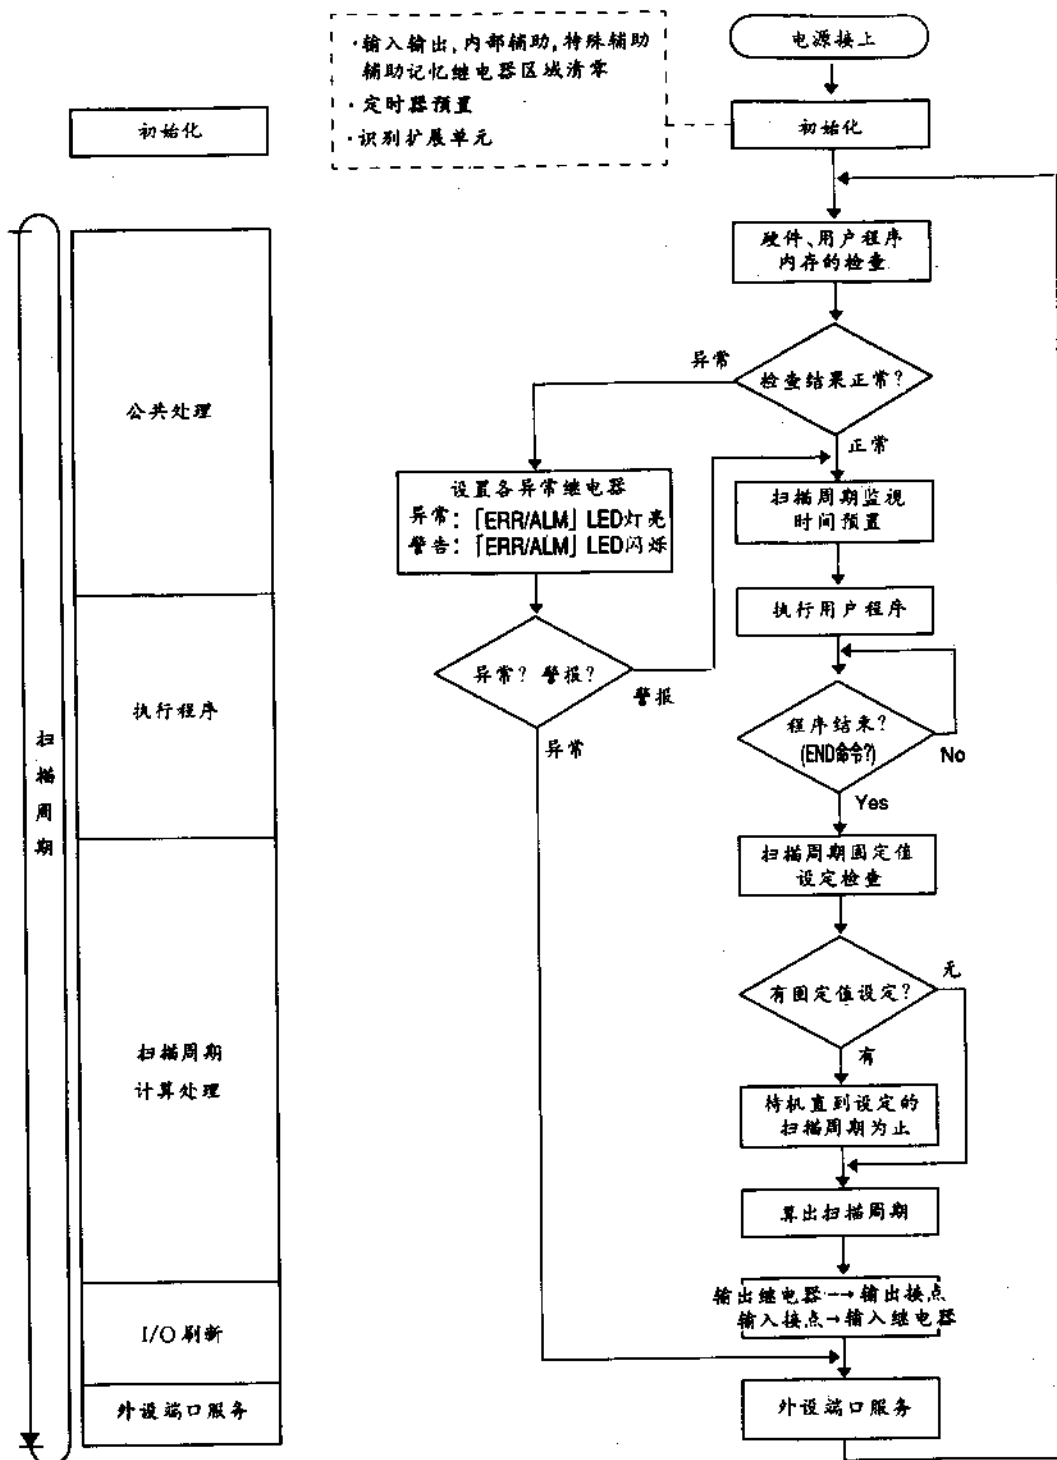 ·输入输出,内部辅助,特殊辅助
辅助记忆继电器区域清零
·定时器预置
·识别扩展单元
电源接上
初始化
初始化
硬件、用户程序
内存的检查
检查结果正常?
异常
正常
公共处理
设置各异常继电器
异常:「ERR/ALM」LED灯亮
警告:「ERR/ALM」LED闪烁
扫描周期监视
时间预置
执行用户程序
异常? 警报?
警报
异常
执行程序
扫描周期
程序结束?
(END命令?)
No
Yes
扫描周期固定值
设定检查
有固定值设定?
无
有
扫描周期
计算处理
待机直到设定的
扫描周期为止
算出扫描周期
输出继电器→输出接点
输入接点→输入继电器
I/O刷新
外设端口服务
外设端口服务